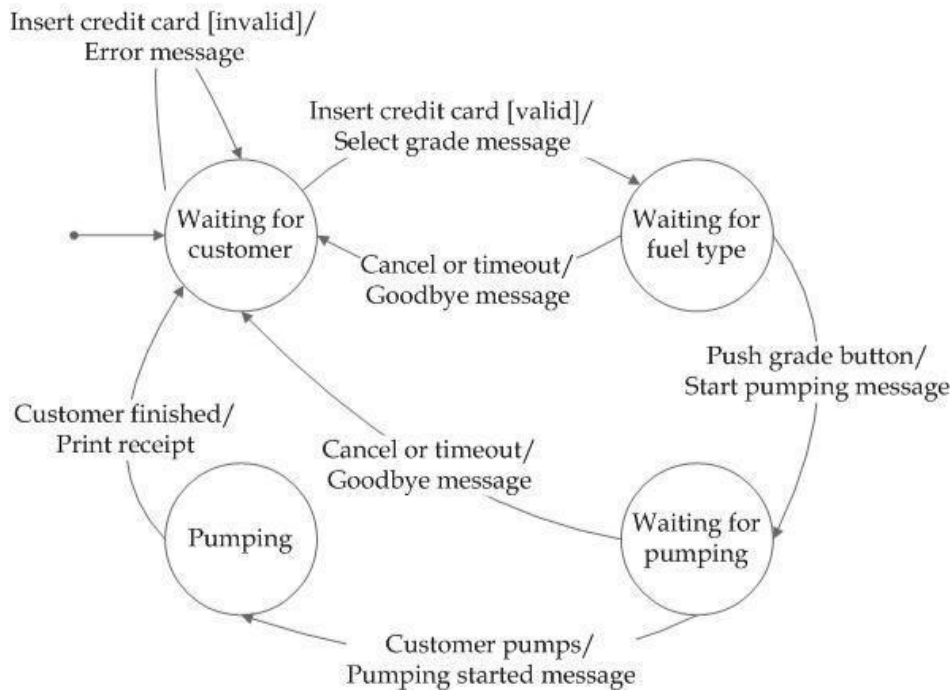 Insert credit card [invalid]/
Error message
Insert credit card [valid]/
Select grade message
Waiting for
customer
Waiting for
fuel type
Cancel or timeout/
Goodbye message
Push grade button/
Start pumping message
Customer finished/
Print receipt
Cancel or timeout/
Goodbye message
Pumping
Waiting for
pumping
Customer pumps/
Pumping started message